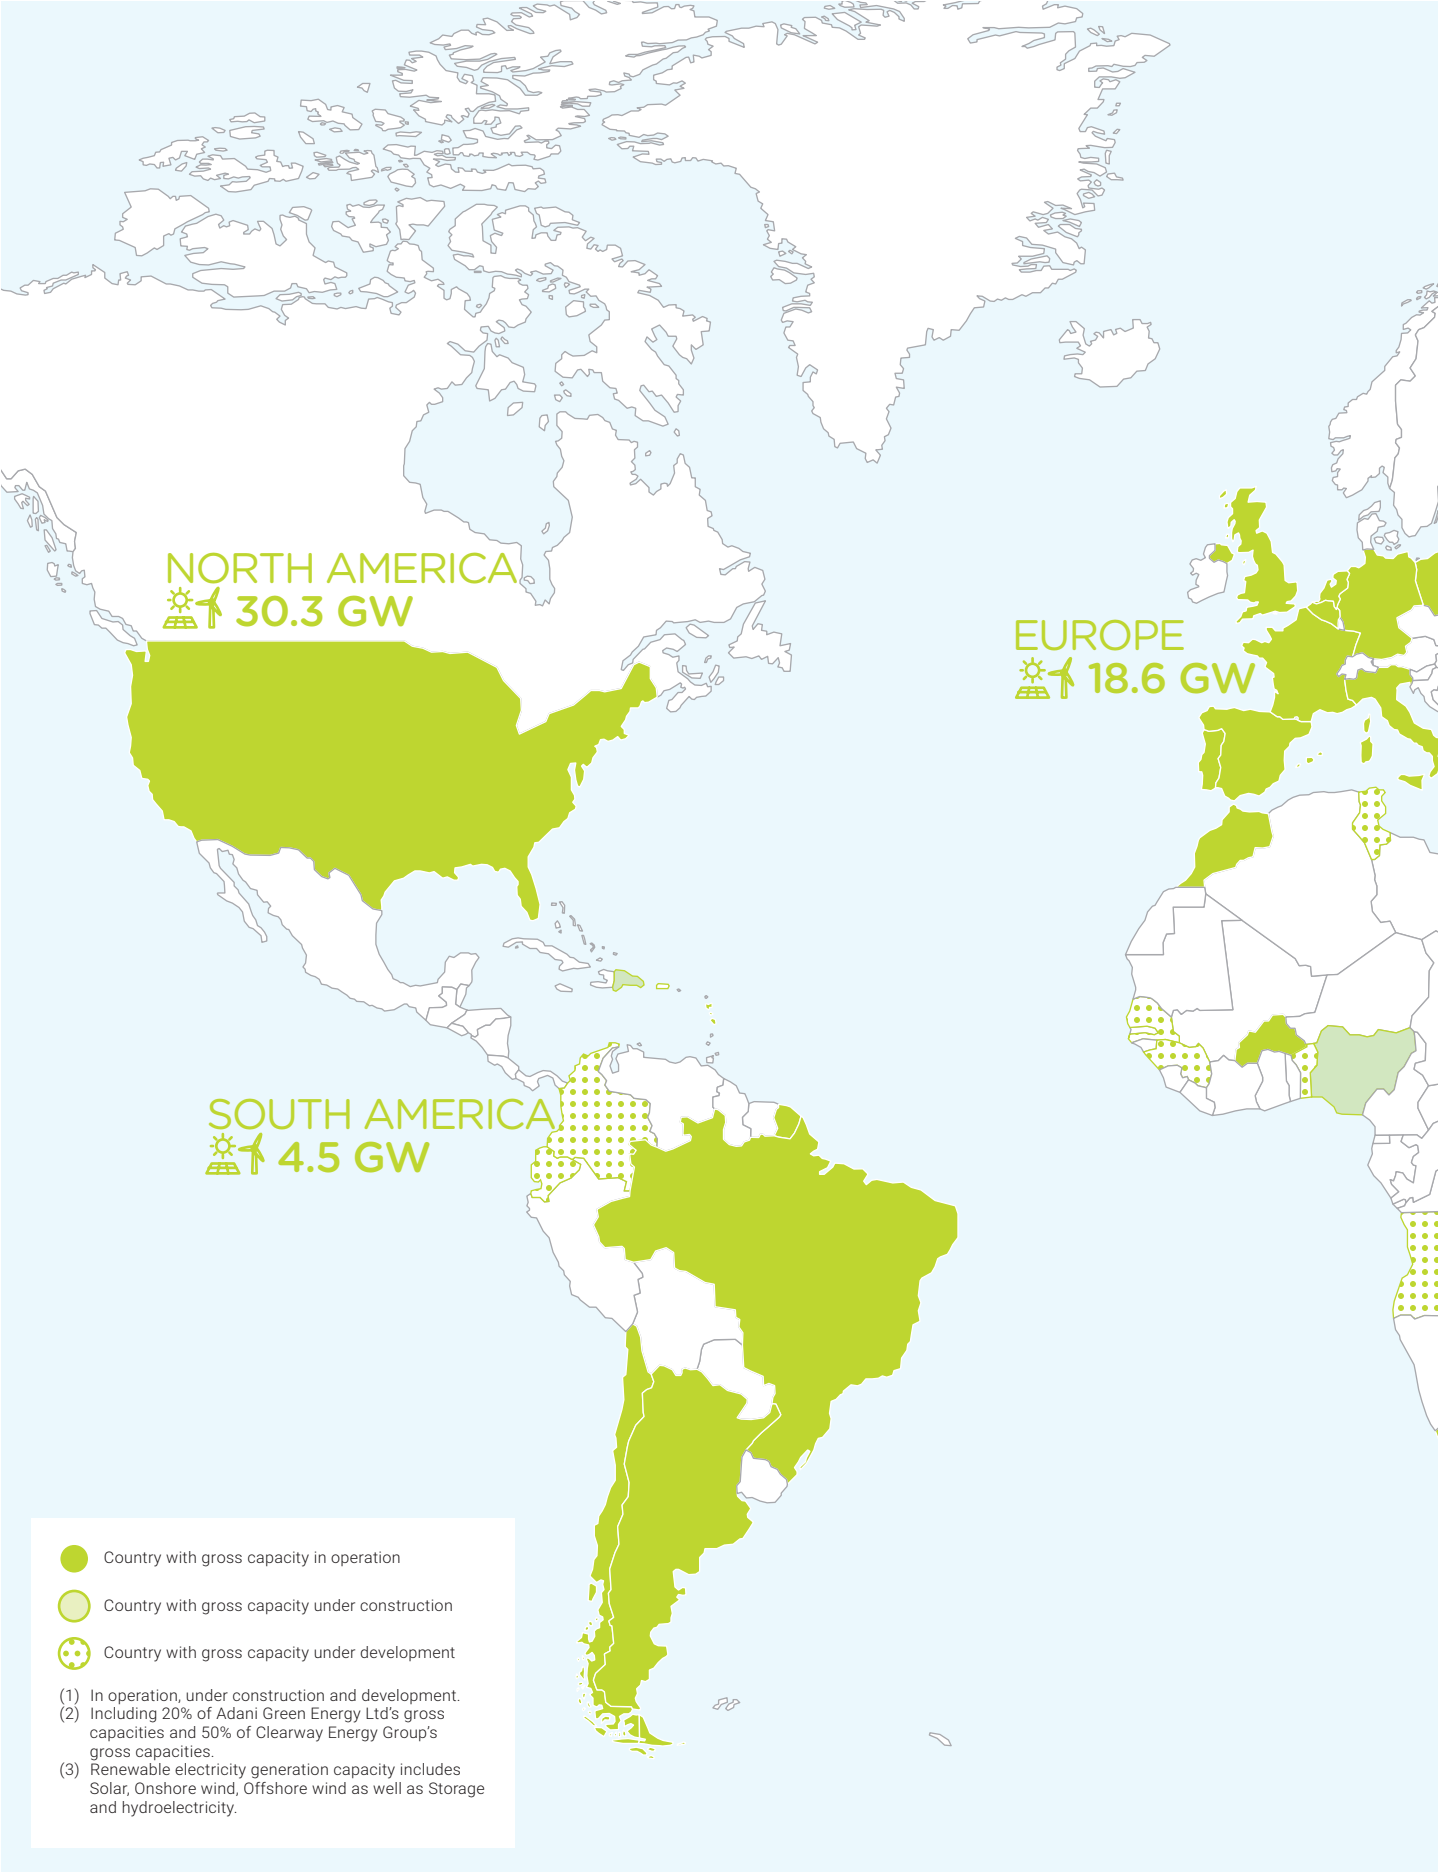 NORTH AMERICA
30.3 GW
EUROPE
18.6 GW
SOUTH AMERICA
4.5 GW
Country with gross capacity in operation
Country with gross capacity under construction
Country with gross capacity under development
(1) In operation, under construction and development.
(2) Including 20% of Adani Green Energy Ltd’s gross
capacities and 50% of Clearway Energy Group’s
gross capacities.
(3) Renewable electricity generation capacity includes
Solar, Onshore wind, Offshore wind as well as Storage
and hydroelectricity.